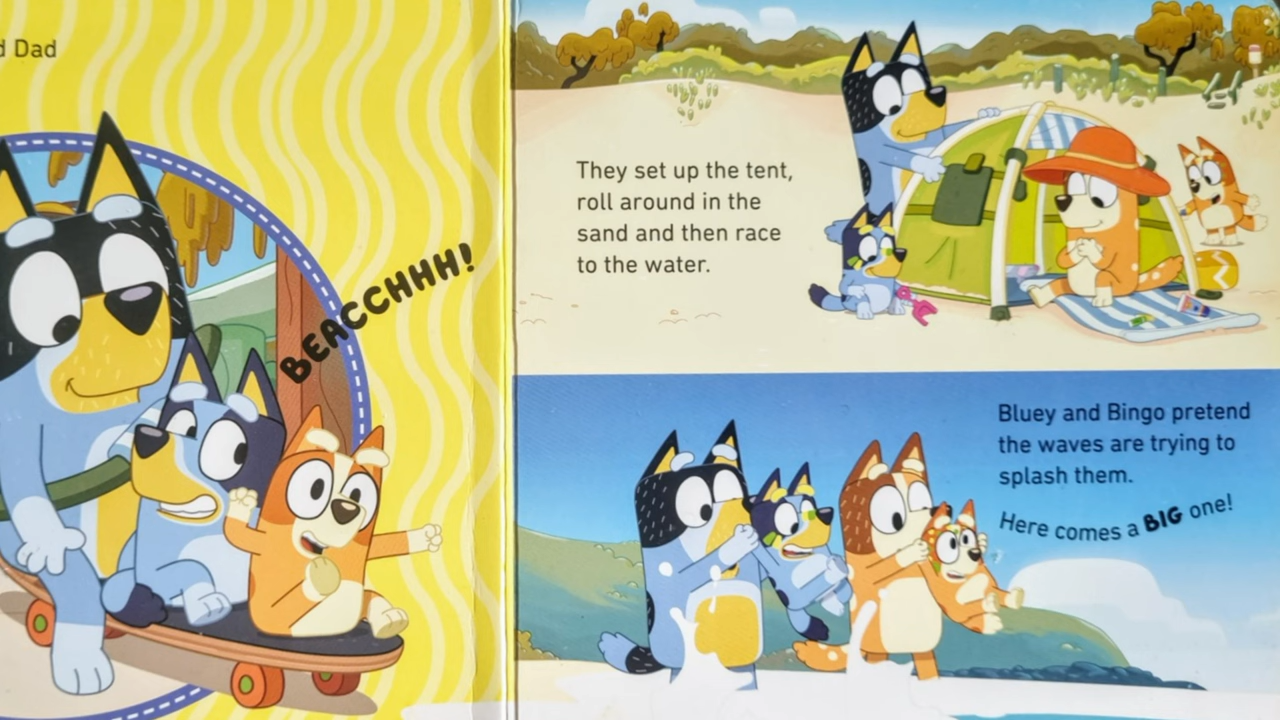 d Dad
BEACCHHH!
They set up the tent,
roll around in the
sand and then race
to the water.
Bluey and Bingo pretend
the waves are trying to
splash them.
Here comes a BIG one!